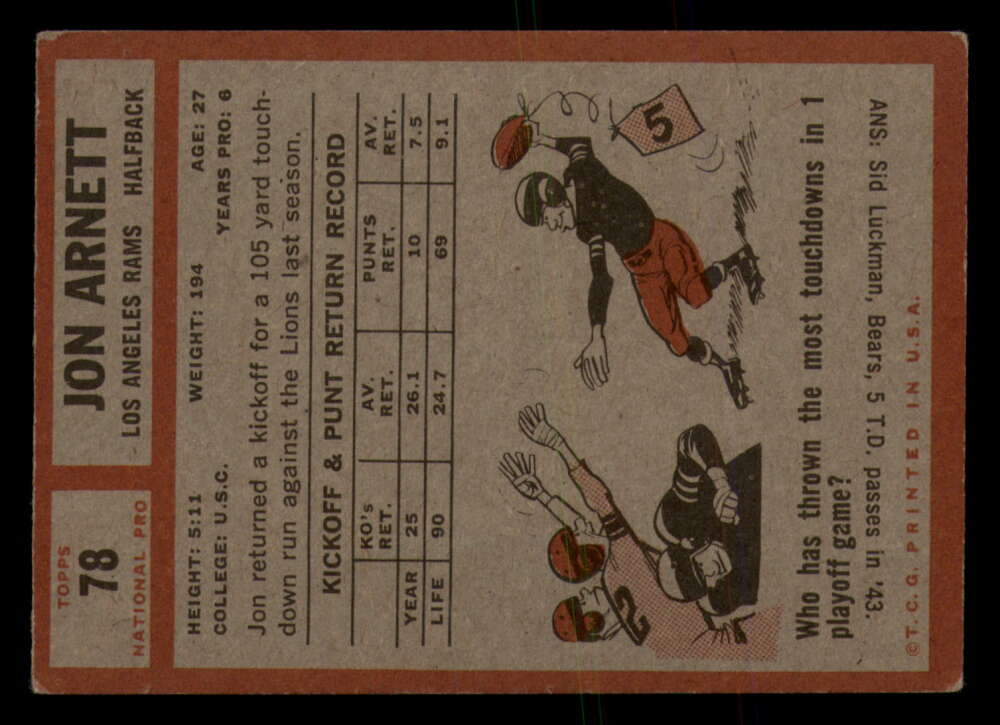 TOPPS
78
NATIONAL PRO
JON ARNETT
LOS ANGELES RAMS HALFBACK
HEIGHT: 5:11 WEIGHT: 194 AGE: 27
COLLEGE: U.S.C. YEARS PRO: 6
Jon returned a kickoff for a 105 yard touch-
down run against the Lions last season.
KICKOFF & PUNT RETURN RECORD
KO's RET. AV. RET. PUNTS RET. AV. RET.
YEAR 25 26.1 10 7.5
LIFE 90 24.7 69 9.1
5
2
Who has thrown the most touchdowns in 1
playoff game?
ANS: Sid Luckman, Bears, 5 T.D. passes in '43.
©T.C.G. PRINTED IN U.S.A.